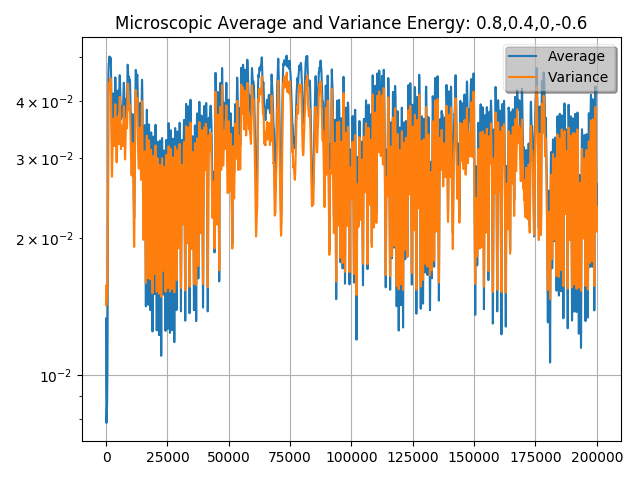 Microscopic Average and Variance Energy: 0.8,0.4,0,-0.6
Average
Variance
4 × 10⁻²
3 × 10⁻²
2 × 10⁻²
10⁻²
0 25000 50000 75000 100000 125000 150000 175000 200000